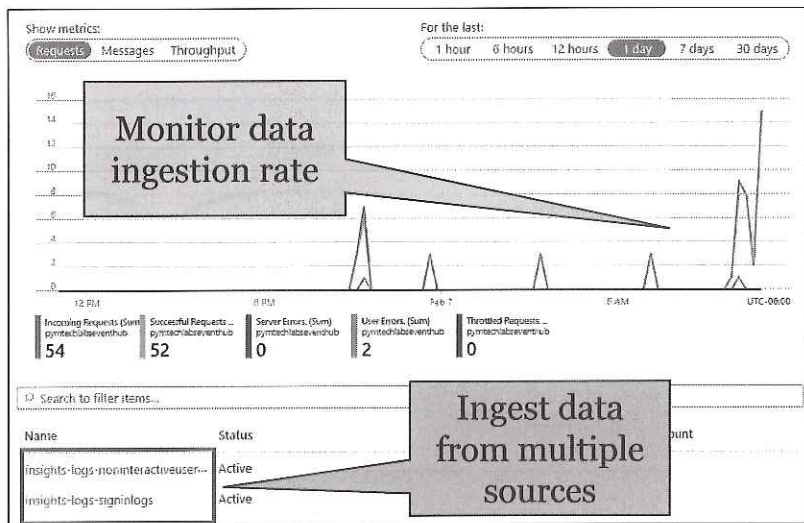 Show metrics:
For the last:
Requests Messages Throughput
1 hour 6 hours 12 hours 1 day 7 days 30 days
16
14
12
10
8
6
4
2
0
Monitor data
ingestion rate
12 PM 6 PM Feb 7 6 AM UTC-06:00
Incoming Requests (Sum)
pymtechlabseventhub
54
Successful Requests ...
pymtechlabseventhub
52
Server Errors. (Sum)
pymtechlabseventhub
0
User Errors. (Sum)
pymtechlabseventhub
2
Throttled Requests. ...
pymtechlabseventhub
0
Search to filter items...
Ingest data
from multiple
sources
Name Status
insights-logs-noninteractiveuser... Active
insights-logs-signinlogs Active